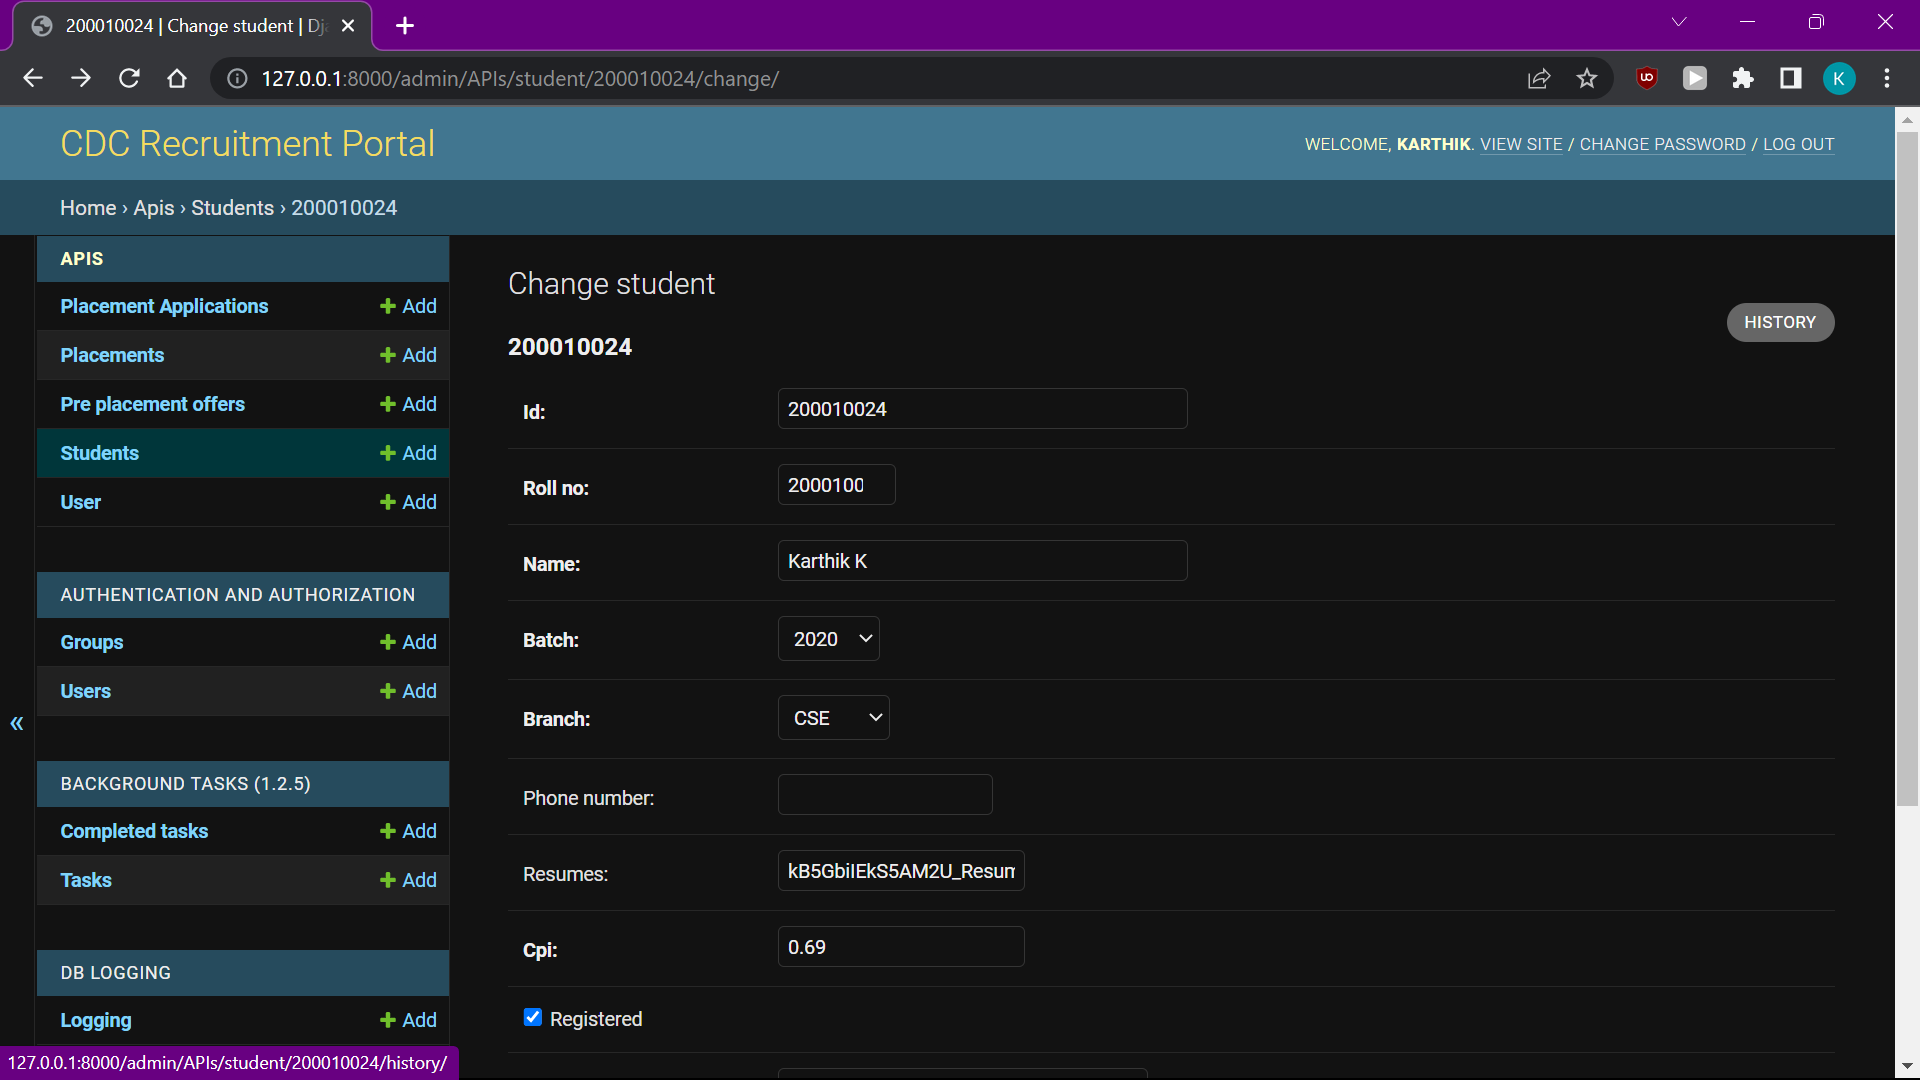 200010024 | Change student | Dj
127.0.0.1:8000/admin/APIs/student/200010024/change/
K
CDC Recruitment Portal
WELCOME, KARTHIK. VIEW SITE / CHANGE PASSWORD / LOG OUT
Home › Apis › Students › 200010024
APIS
Placement Applications + Add
Placements + Add
Pre placement offers + Add
Students + Add
User + Add
AUTHENTICATION AND AUTHORIZATION
Groups + Add
Users + Add
«
BACKGROUND TASKS (1.2.5)
Completed tasks + Add
Tasks + Add
DB LOGGING
Logging + Add
127.0.0.1:8000/admin/APIs/student/200010024/history/
Change student
HISTORY
200010024
Id: 200010024
Roll no: 2000100
Name: Karthik K
Batch: 2020
Branch: CSE
Phone number:
Resumes:
Cpi: 0.69
Registered